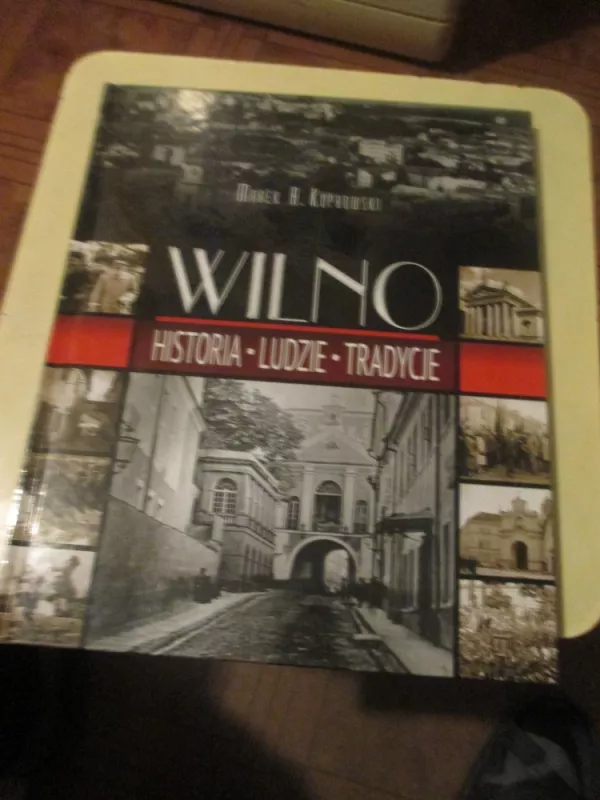 Marek A. Koprowski
WILNO
HISTORIA • LUDZIE • TRADYCJE